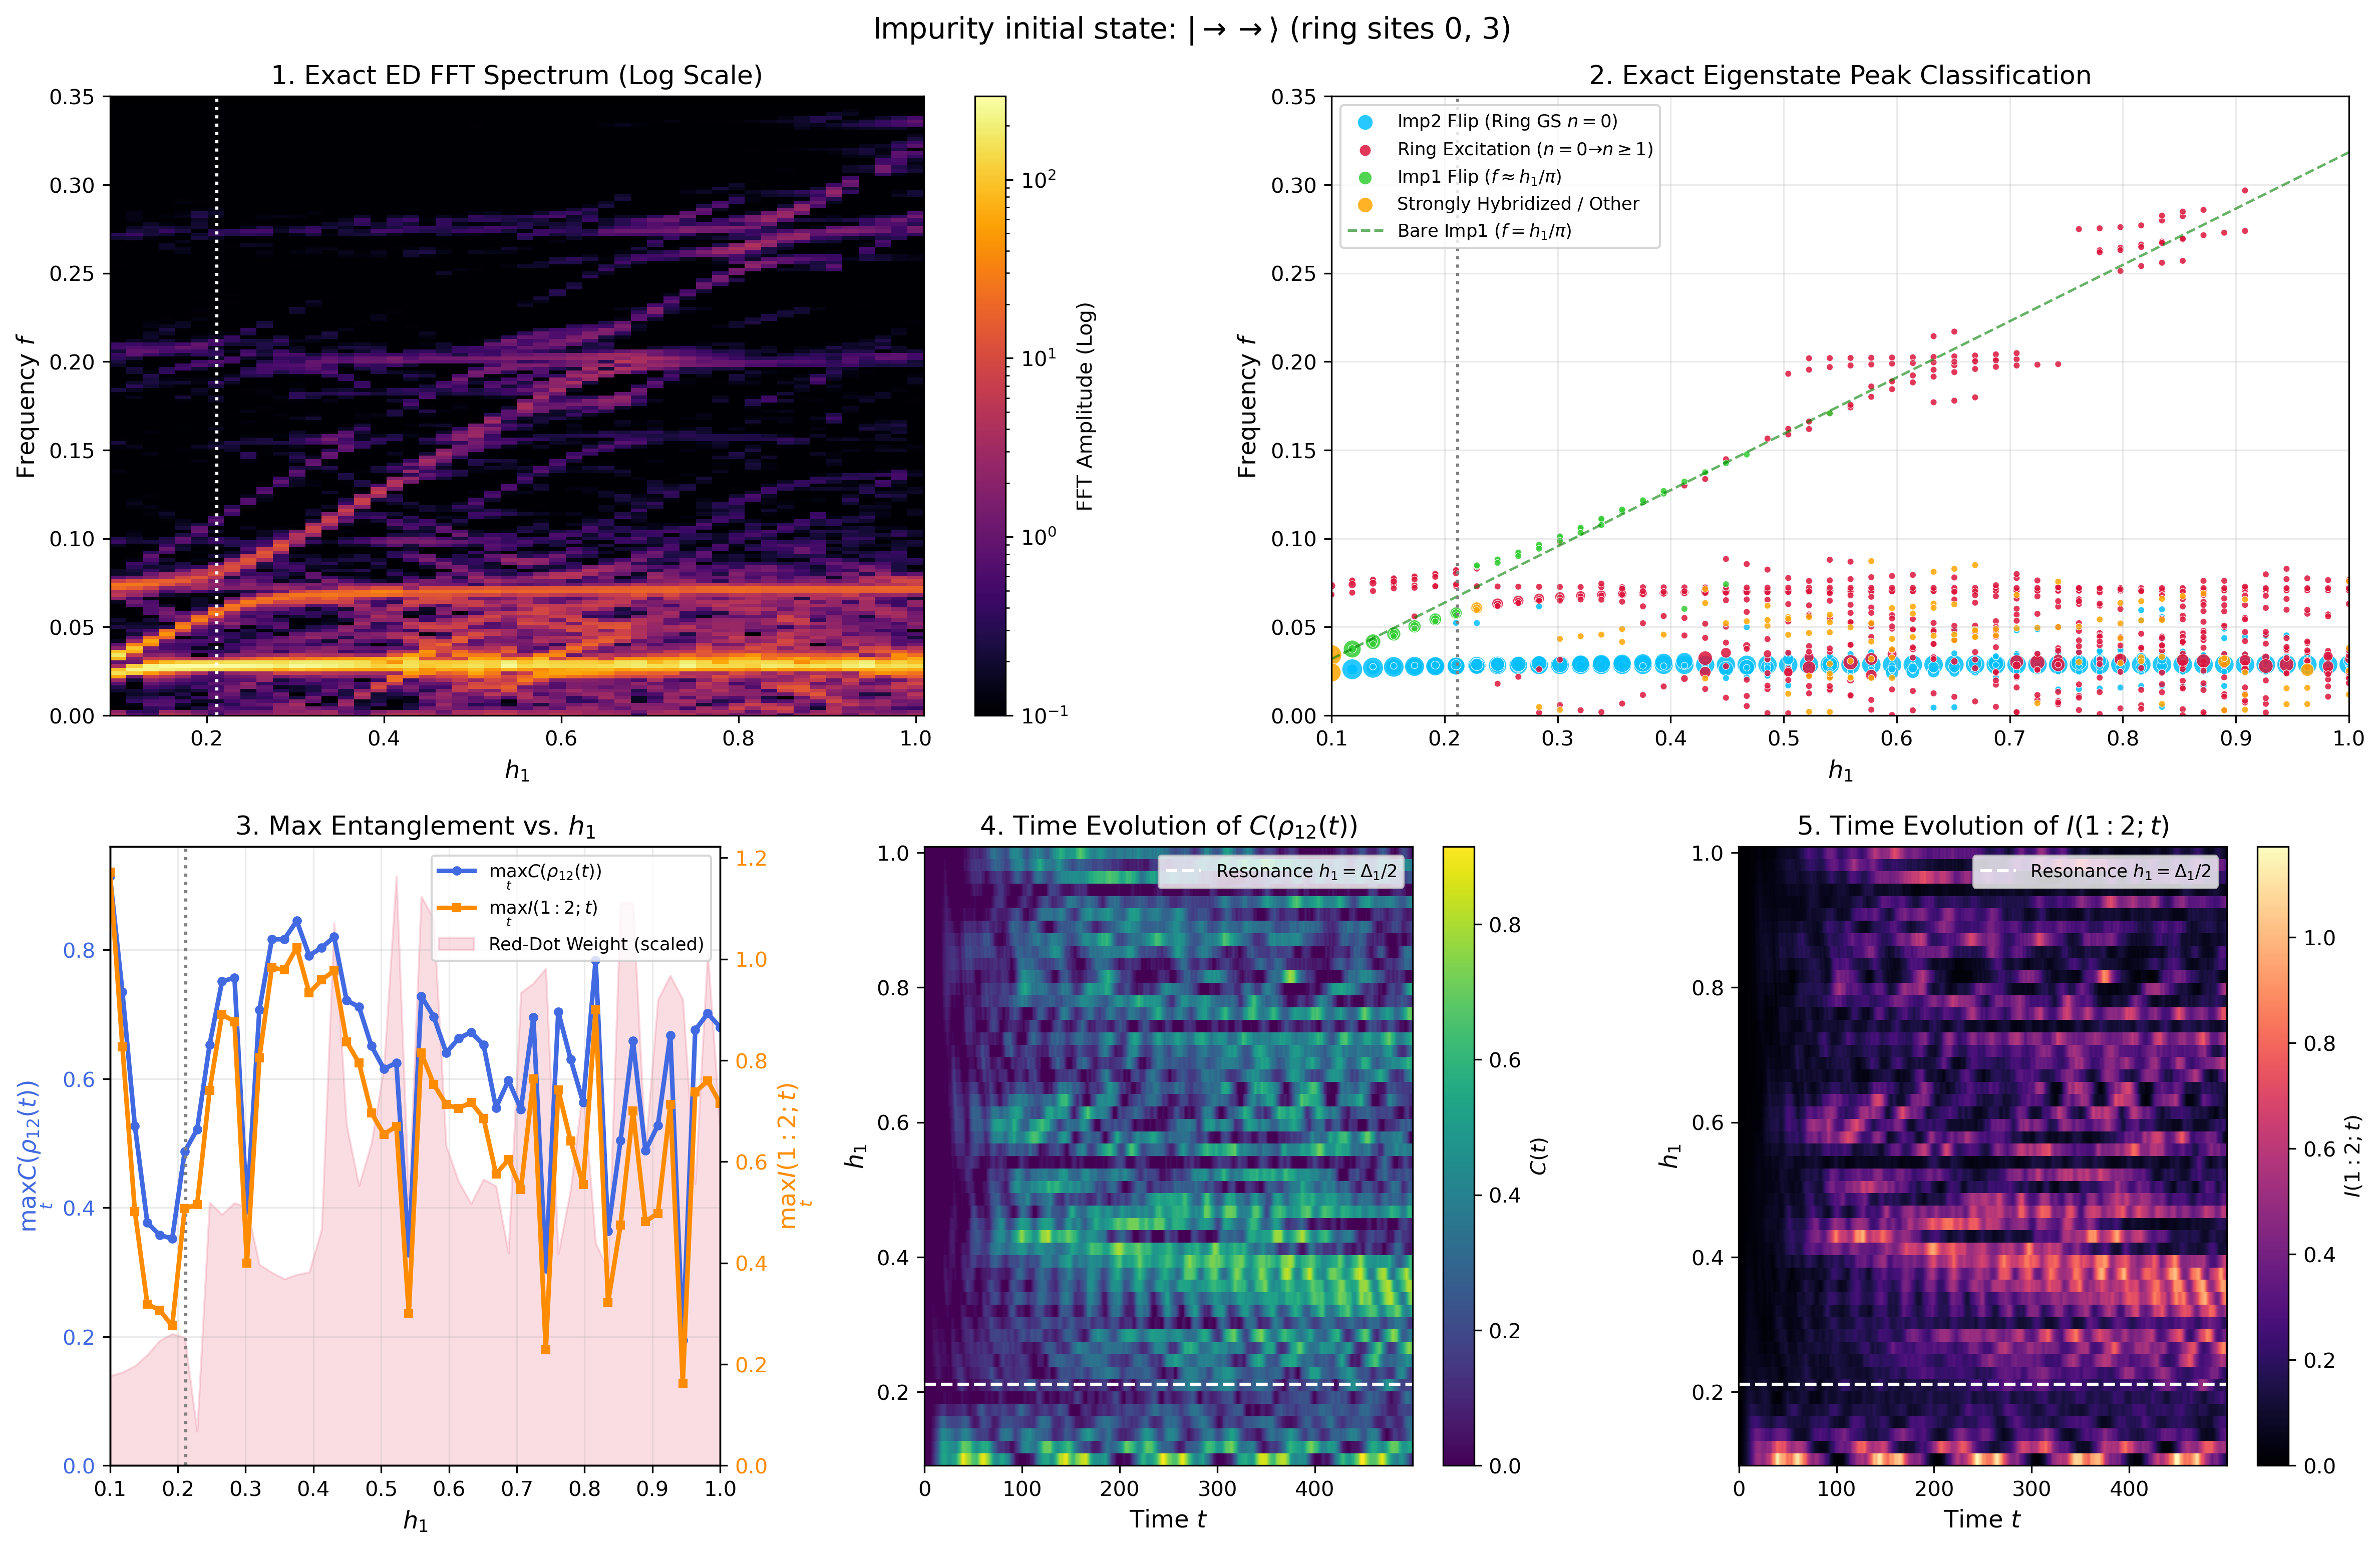 Impurity initial state: |→→⟩ (ring sites 0, 3)
1. Exact ED FFT Spectrum (Log Scale)
Frequency f
0.35
0.30
0.25
0.20
0.15
0.10
0.05
0.00
0.2
0.4
0.6
0.8
1.0
h₁
10²
10¹
10⁰
10⁻¹
FFT Amplitude (Log)
2. Exact Eigenstate Peak Classification
Imp2 Flip (Ring GS n = 0)
Ring Excitation (n = 0→n ≥ 1)
Imp1 Flip (f ≈ h₁/π)
Strongly Hybridized / Other
Bare Imp1 (f = h₁/π)
Frequency f
0.35
0.30
0.25
0.20
0.15
0.10
0.05
0.00
0.1
0.2
0.3
0.4
0.5
0.6
0.7
0.8
0.9
1.0
h₁
3. Max Entanglement vs. h₁
max C(ρ₁₂(t))
t
max I(1 : 2; t)
t
Red-Dot Weight (scaled)
max C(ρ₁₂(t))
t
0.8
0.6
0.4
0.2
0.0
0.1
0.2
0.3
0.4
0.5
0.6
0.7
0.8
0.9
1.0
h₁
1.2
1.0
0.8
0.6
0.4
0.2
0.0
max I(1 : 2; t)
t
4. Time Evolution of C(ρ₁₂(t))
Resonance h₁ = Δ₁/2
h₁
1.0
0.8
0.6
0.4
0.2
0
100
200
300
400
Time t
0.8
0.6
0.4
0.2
0.0
C(t)
5. Time Evolution of I(1 : 2; t)
Resonance h₁ = Δ₁/2
h₁
1.0
0.8
0.6
0.4
0.2
0
100
200
300
400
Time t
1.0
0.8
0.6
0.4
0.2
0.0
I(1 : 2; t)